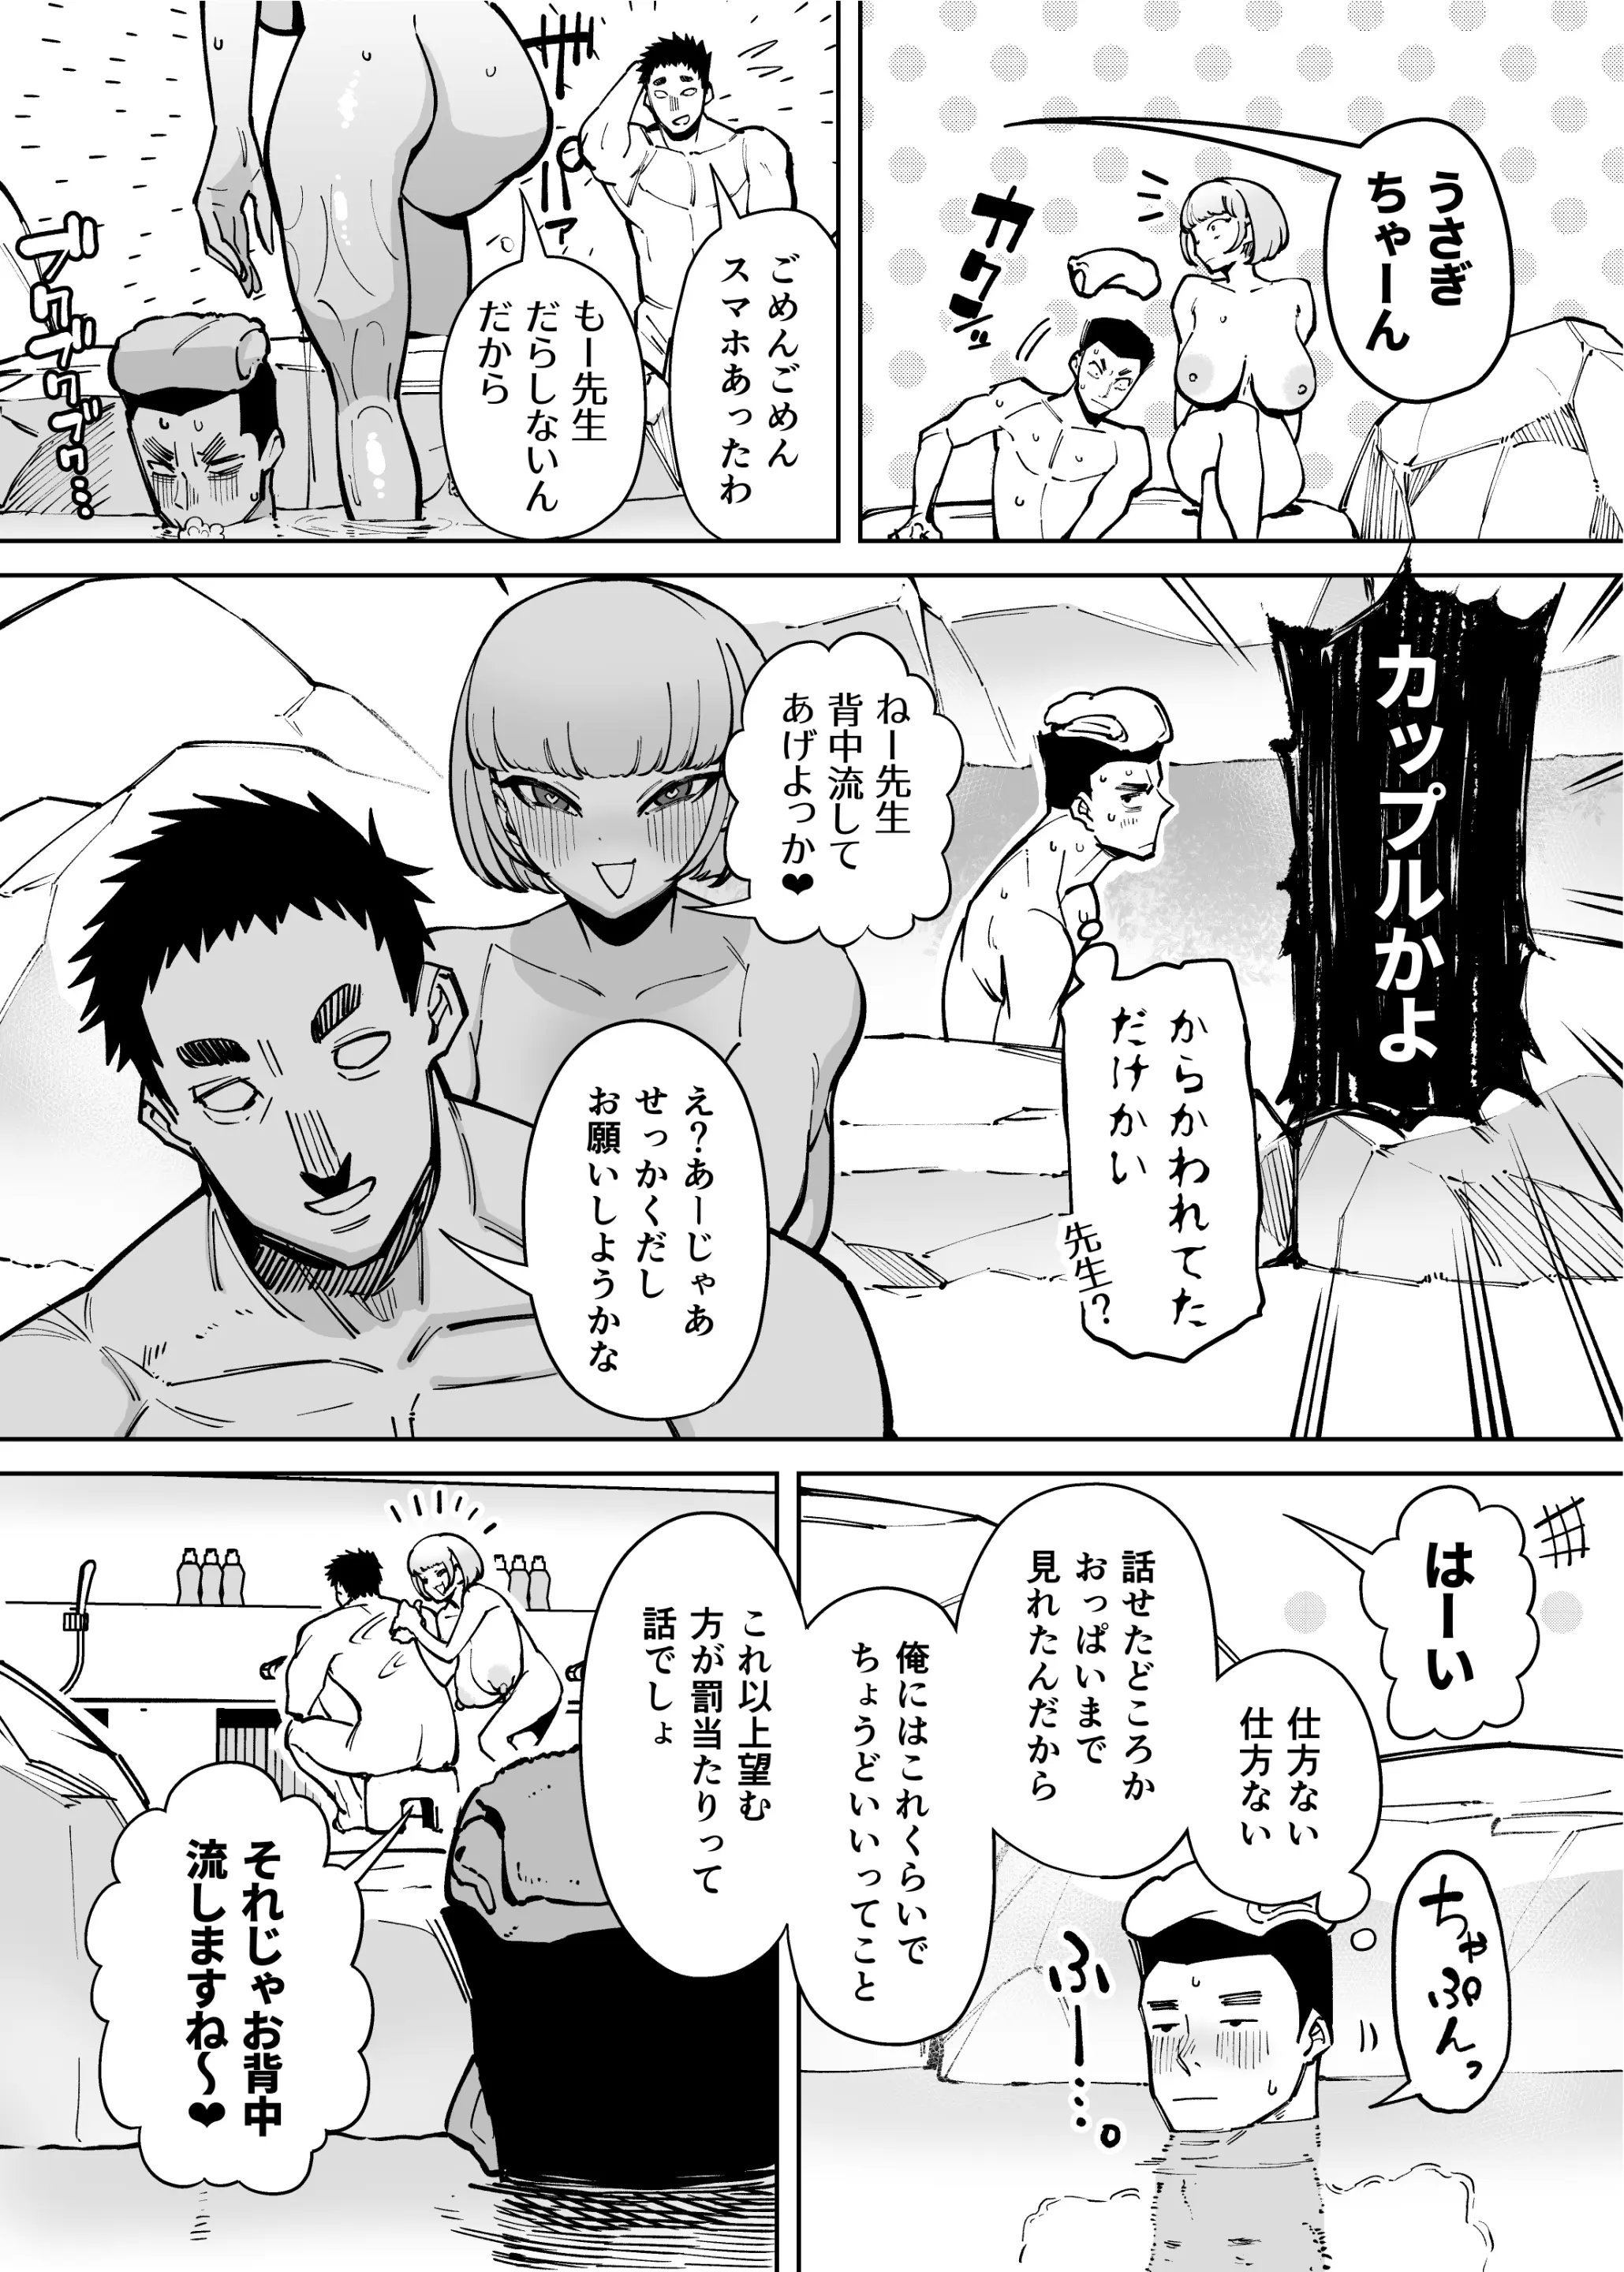 うさぎ
ちゃーん
カクンッ
ごめんごめん
スマホあったわ
もー先生
だらしないん
だから
ブクブクブク…
カップルかよ
からかわれてた
だけかい
先生!?
ねー先生
背中流して
あげよっか❤
え?あーじゃあ
せっかくだし
お願いしようかな
はーい
ちゃぷんっ
仕方ない
仕方ない
話せたどころか
おっぱいまで
見れたんだから
俺にはこれくらいで
ちょうどいいってこと
ふー…。
これ以上望む
方が罰当たりって
話でしょ
それじゃお背中
流しますね〜❤